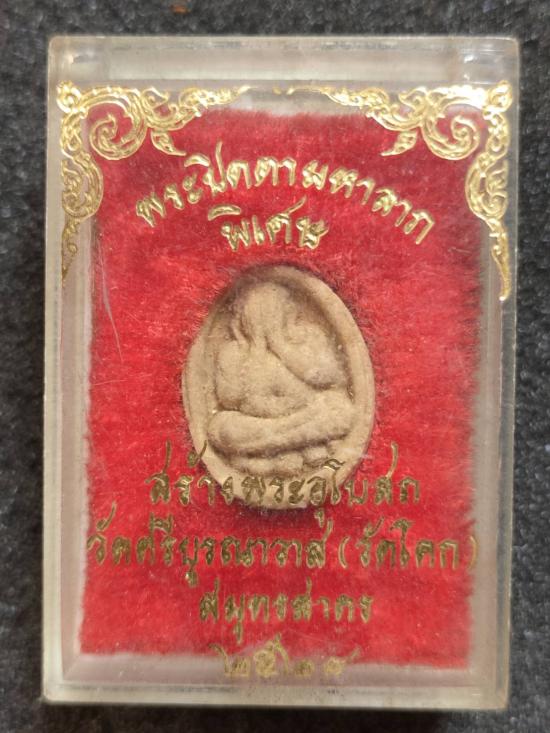 พระปิดตามหาลาภ
พิเศษ
สร้างพระอุโบสถ
วัดศรีบูรณาวาส (วัดโคก)
สมุทรสาคร